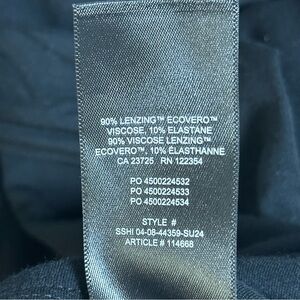 90% LENZING™ ECOVERO™
VISCOSE, 10% ELASTANE
90% VISCOSE LENZING™
ECOVERO™, 10% ÉLASTHANNE
CA 23725 RN 122354
PO 4500224532
PO 4500224533
PO 4500224534
STYLE #
SSHI 04-08-44359-SU24
ARTICLE # 114668